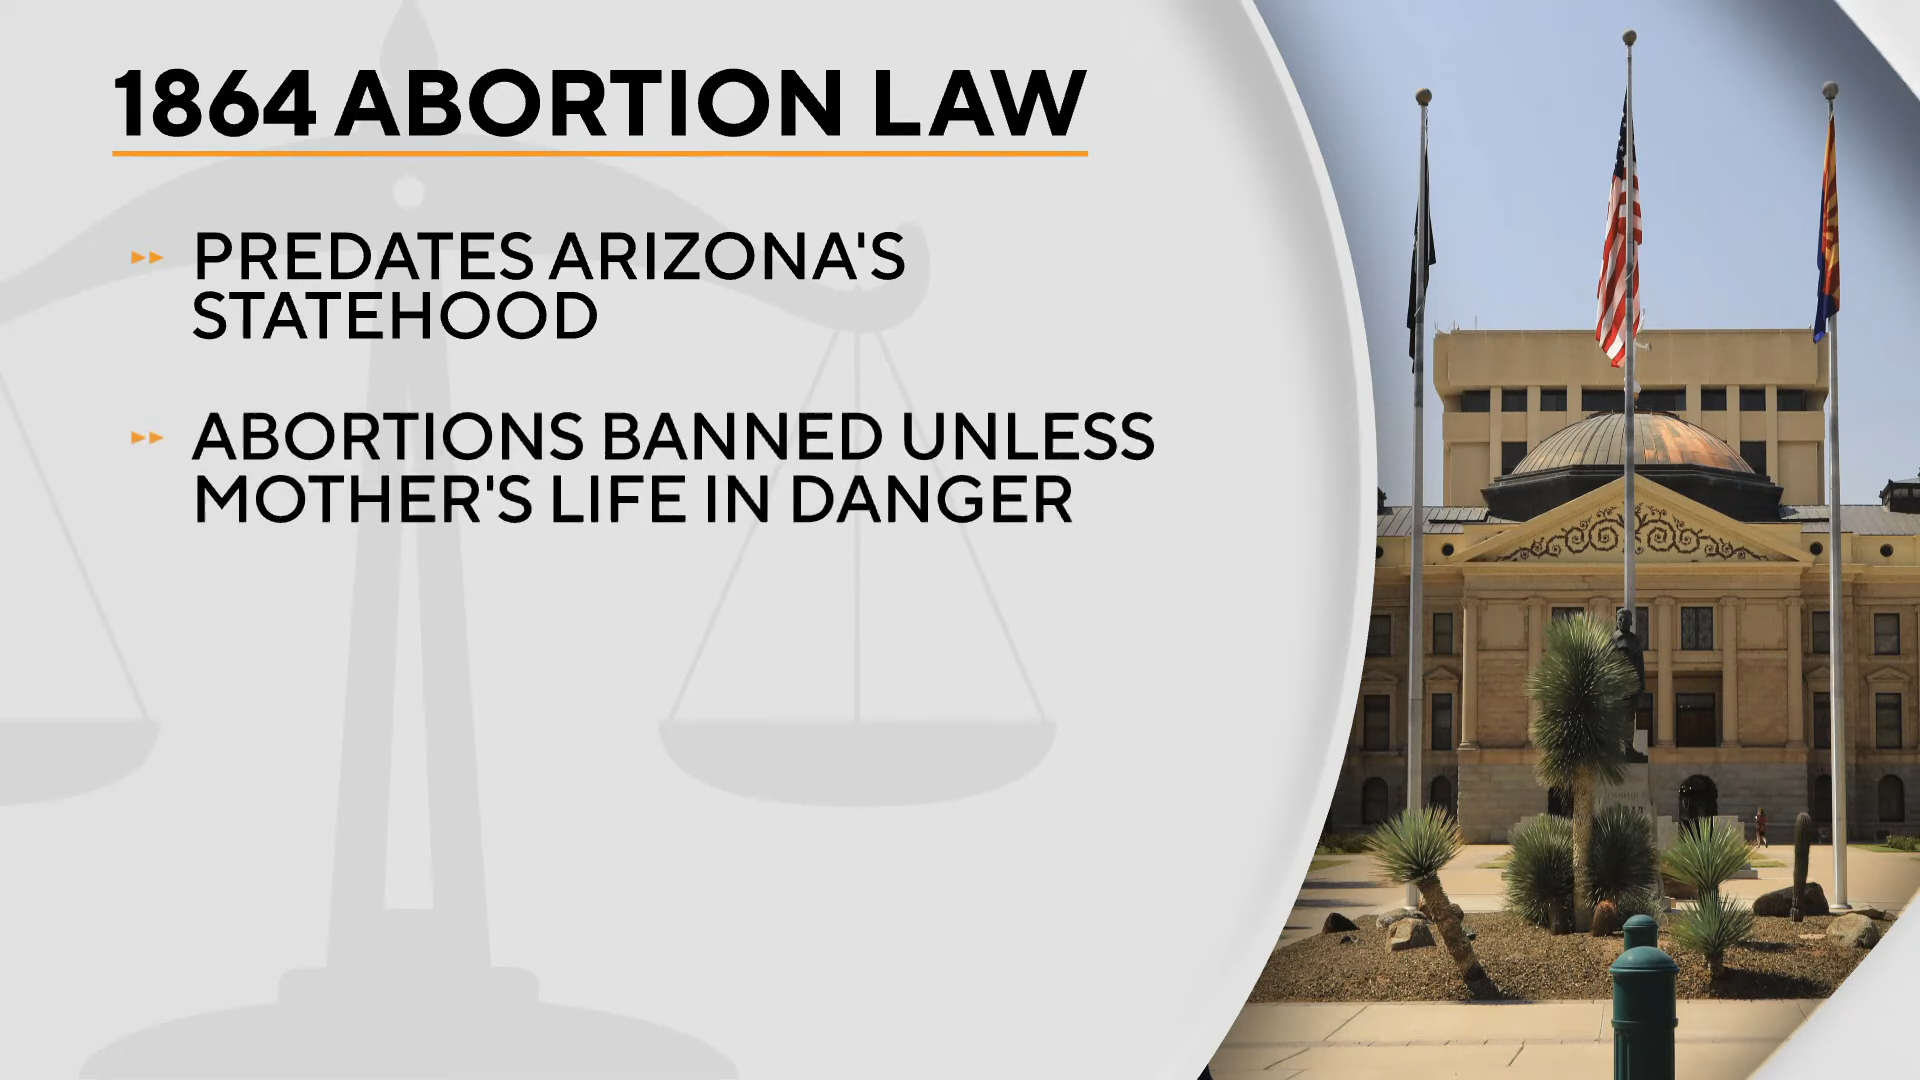 1864 ABORTION LAW
PREDATES ARIZONA'S
STATEHOOD
ABORTIONS BANNED UNLESS
MOTHER'S LIFE IN DANGER